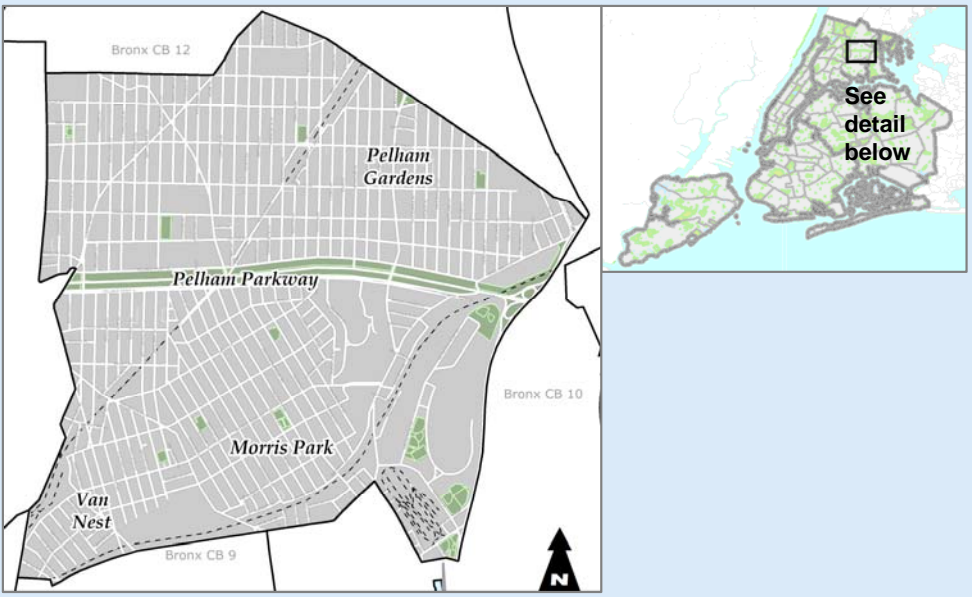 Bronx CB 12
See
detail
below
Pelham
Gardens
Pelham Parkway
Bronx CB 10
Morris Park
Van
Nest
Bronx CB 9
N